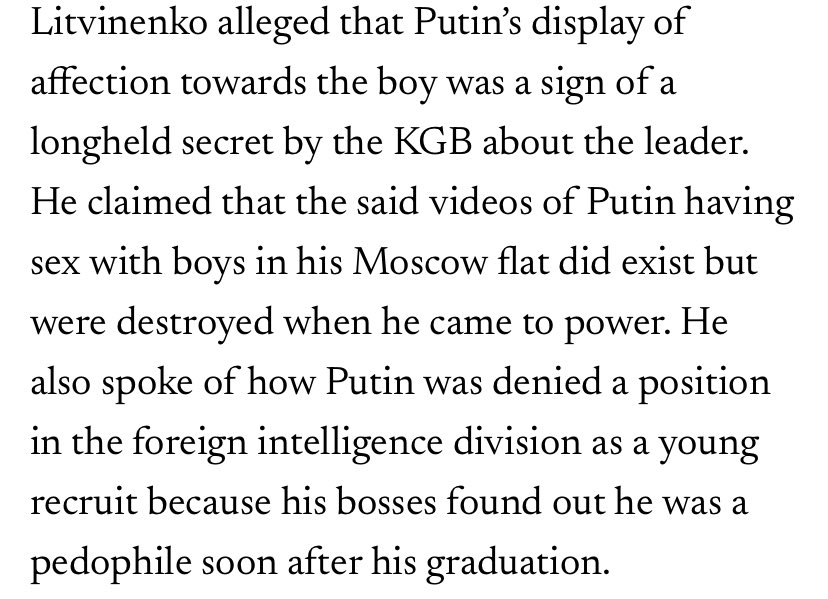 Litvinenko alleged that Putin’s display of
affection towards the boy was a sign of a
longheld secret by the KGB about the leader.
He claimed that the said videos of Putin having
sex with boys in his Moscow flat did exist but
were destroyed when he came to power. He
also spoke of how Putin was denied a position
in the foreign intelligence division as a young
recruit because his bosses found out he was a
pedophile soon after his graduation.